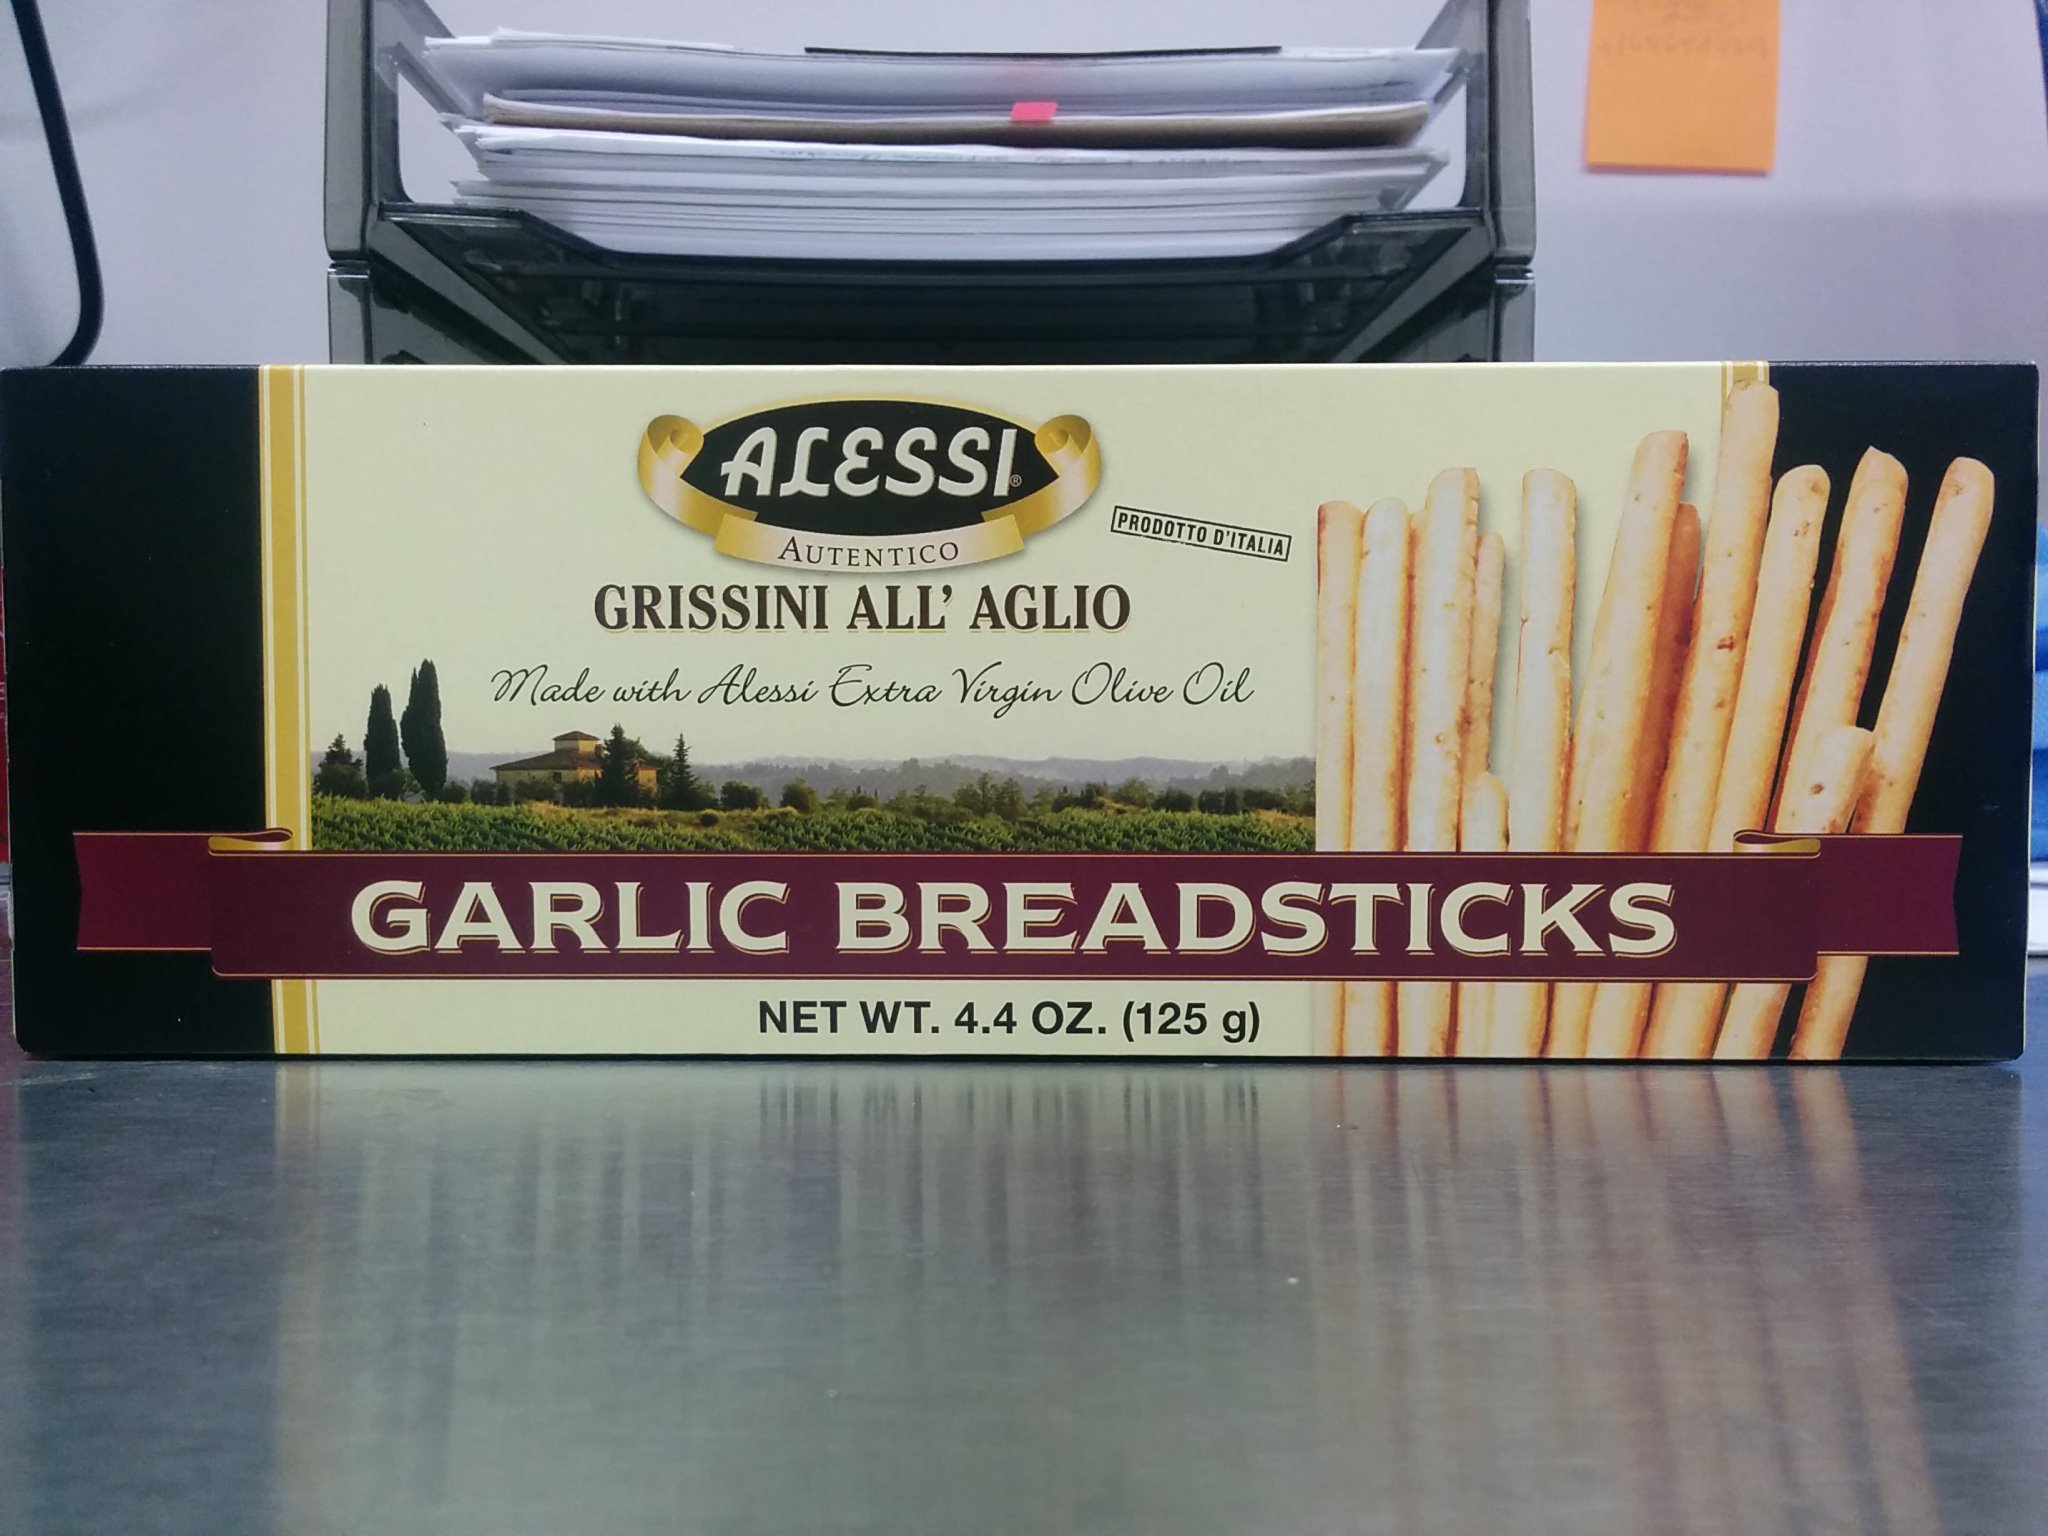 ALESSI®
AUTENTICO
PRODOTTO D'ITALIA
GRISSINI ALL' AGLIO
Made with Alessi Extra Virgin Olive Oil
GARLIC BREADSTICKS
NET WT. 4.4 OZ. (125 g)